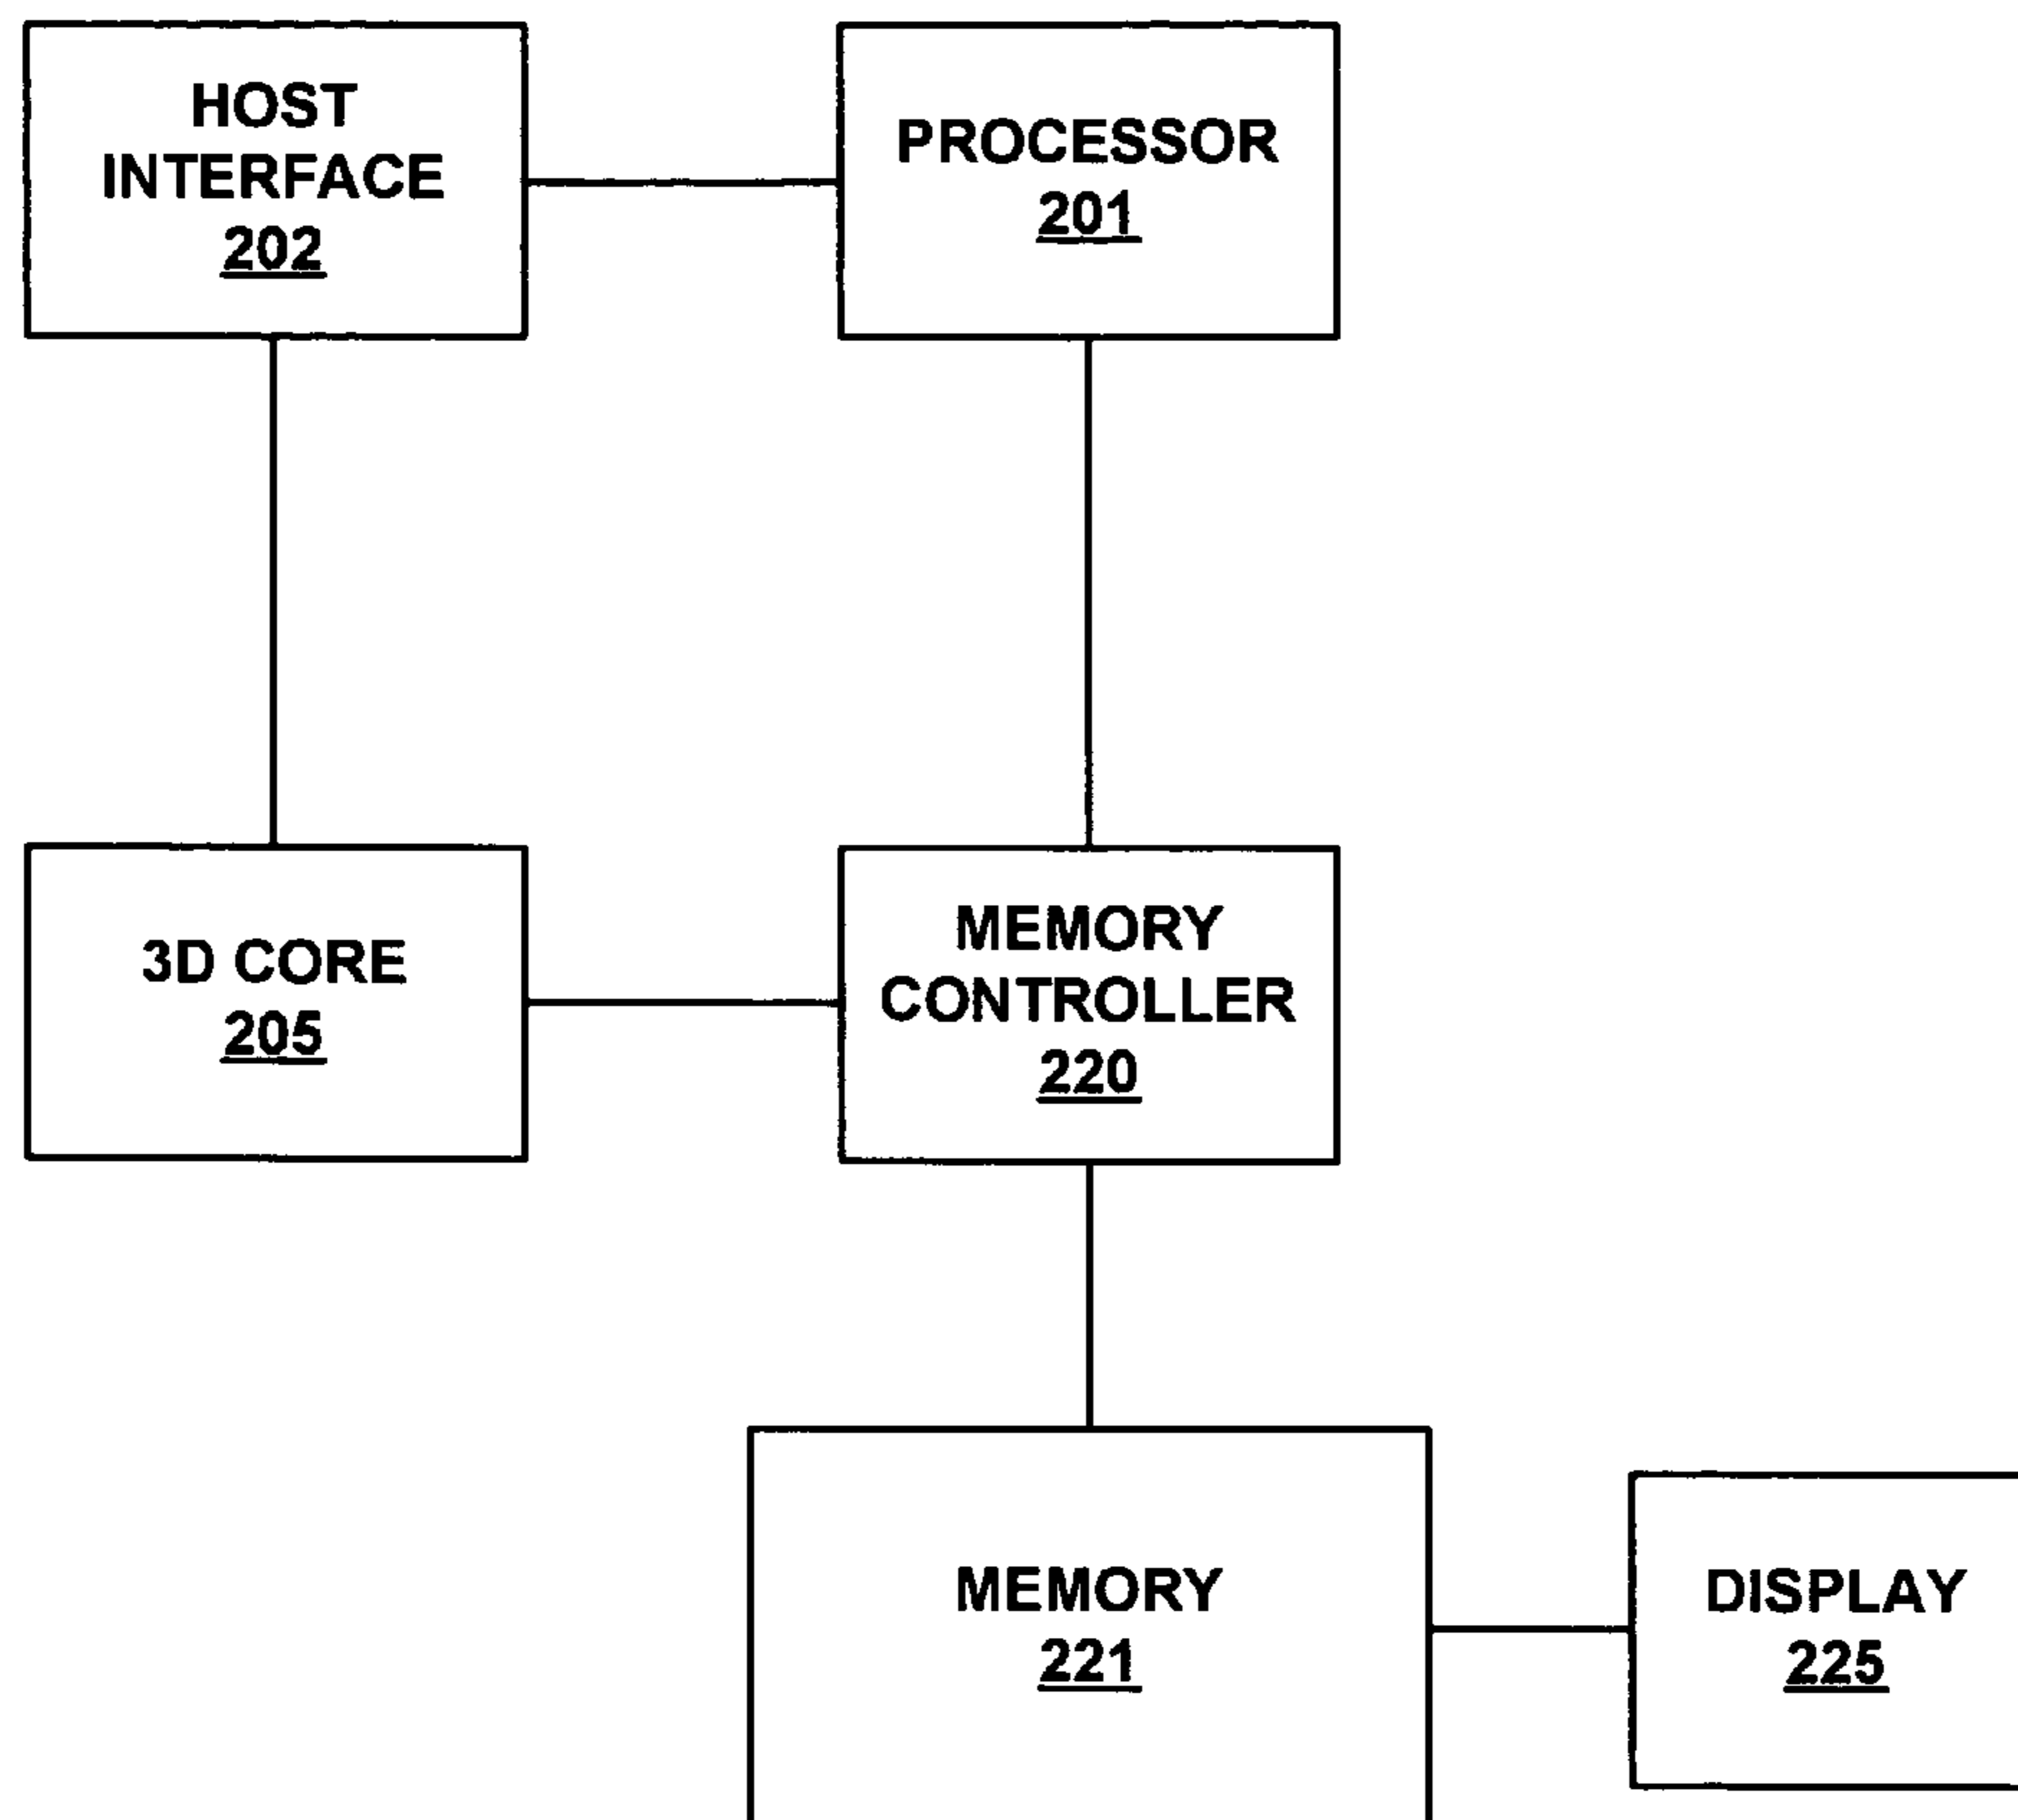 HOST
INTERFACE
202
PROCESSOR
201
3D CORE
205
MEMORY
CONTROLLER
220
MEMORY
221
DISPLAY
225